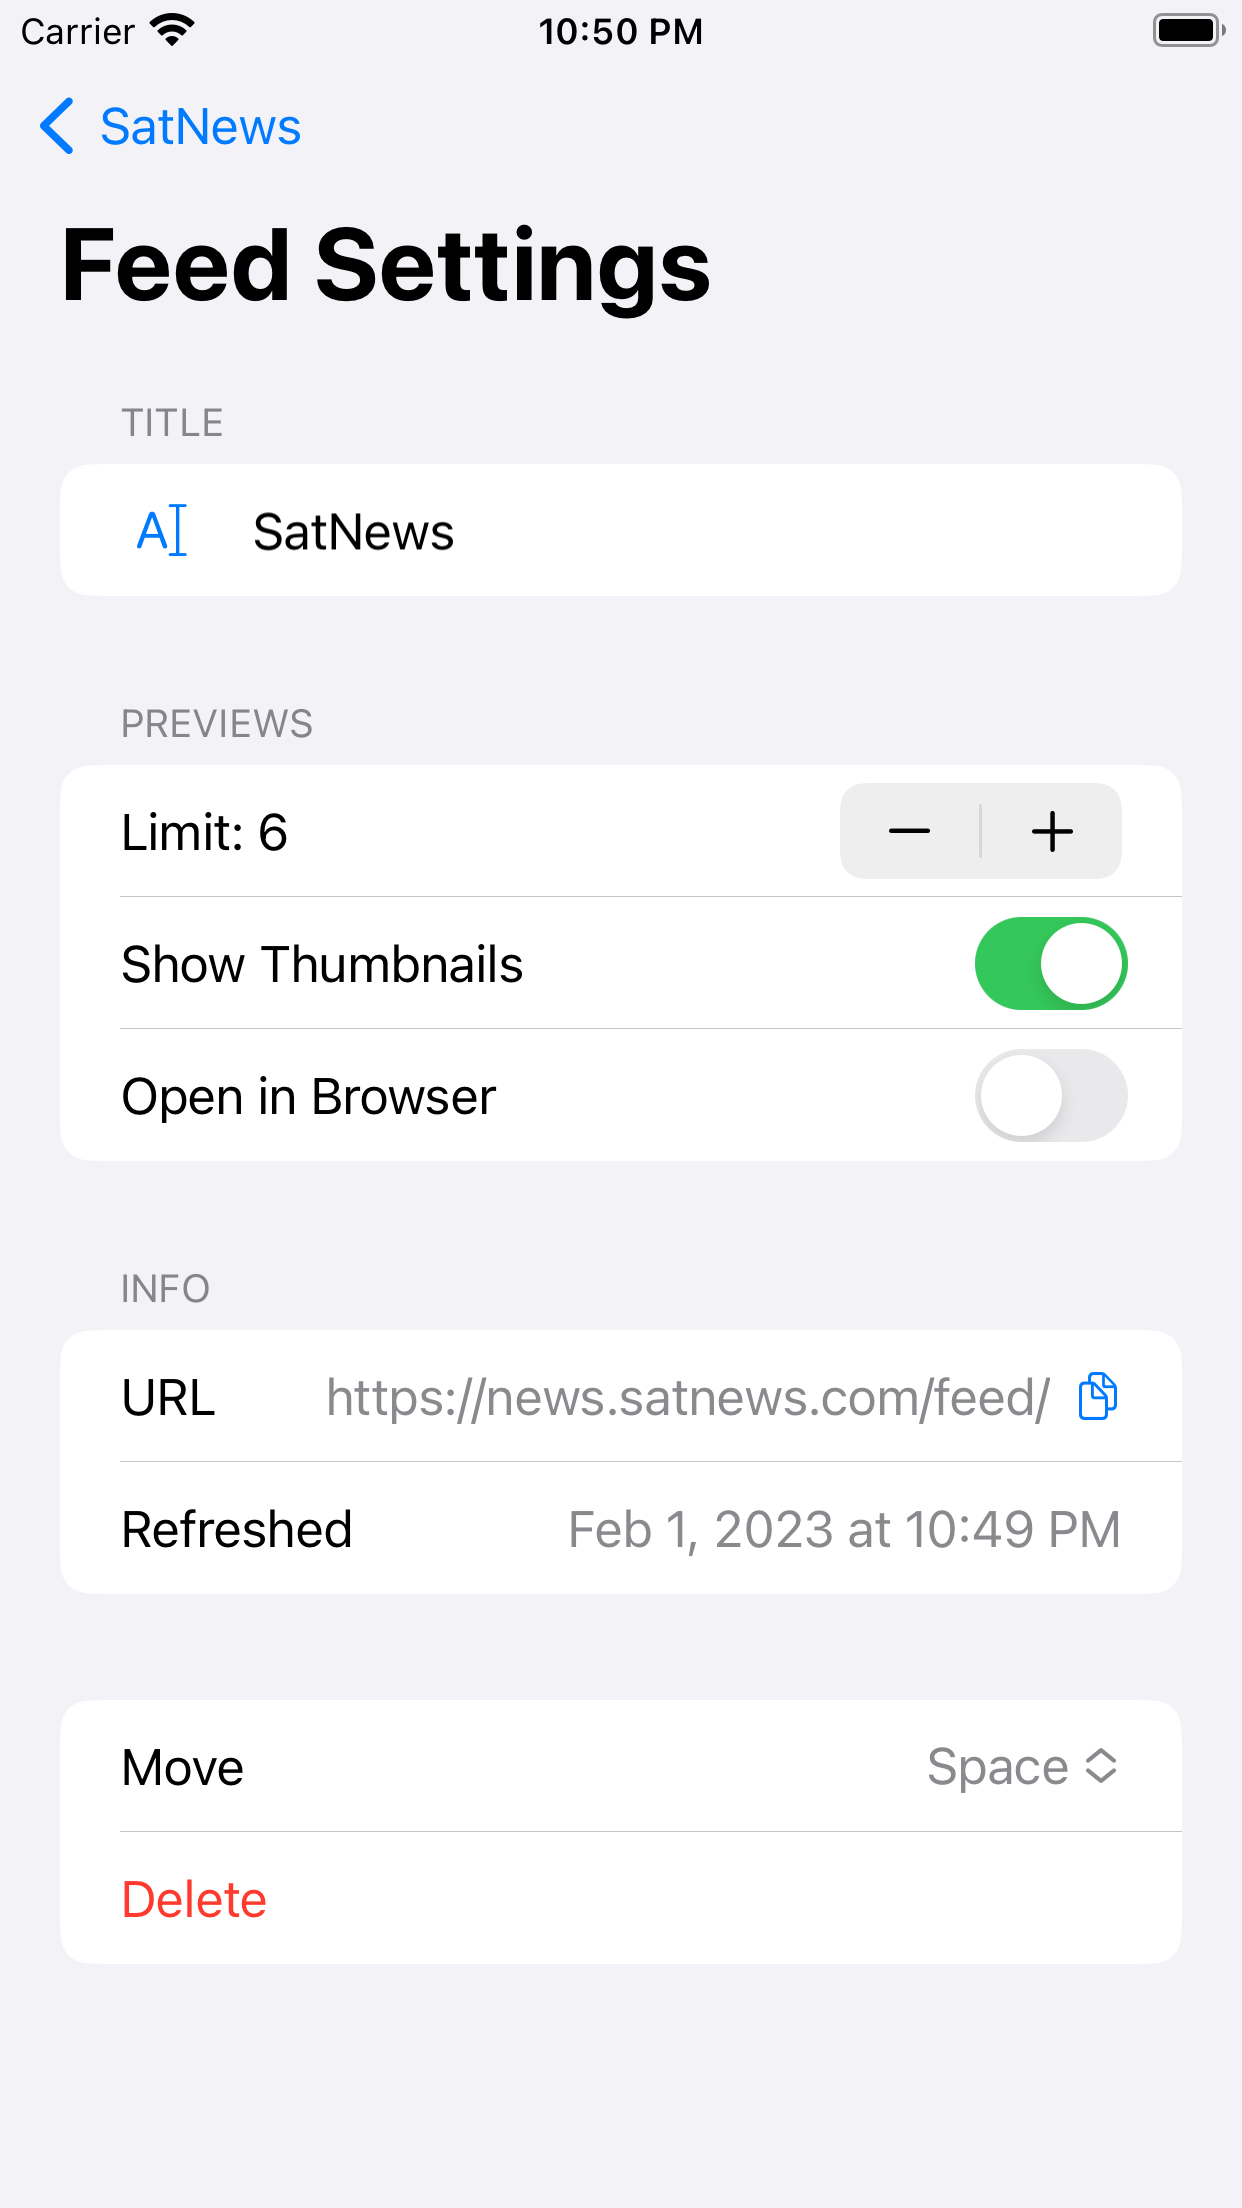 Carrier 10:50 PM
SatNews
Feed Settings
TITLE
SatNews
PREVIEWS
Limit: 6
Show Thumbnails
Open in Browser
INFO
URL https://news.satnews.com/feed/
Refreshed Feb 1, 2023 at 10:49 PM
Move Space
Delete